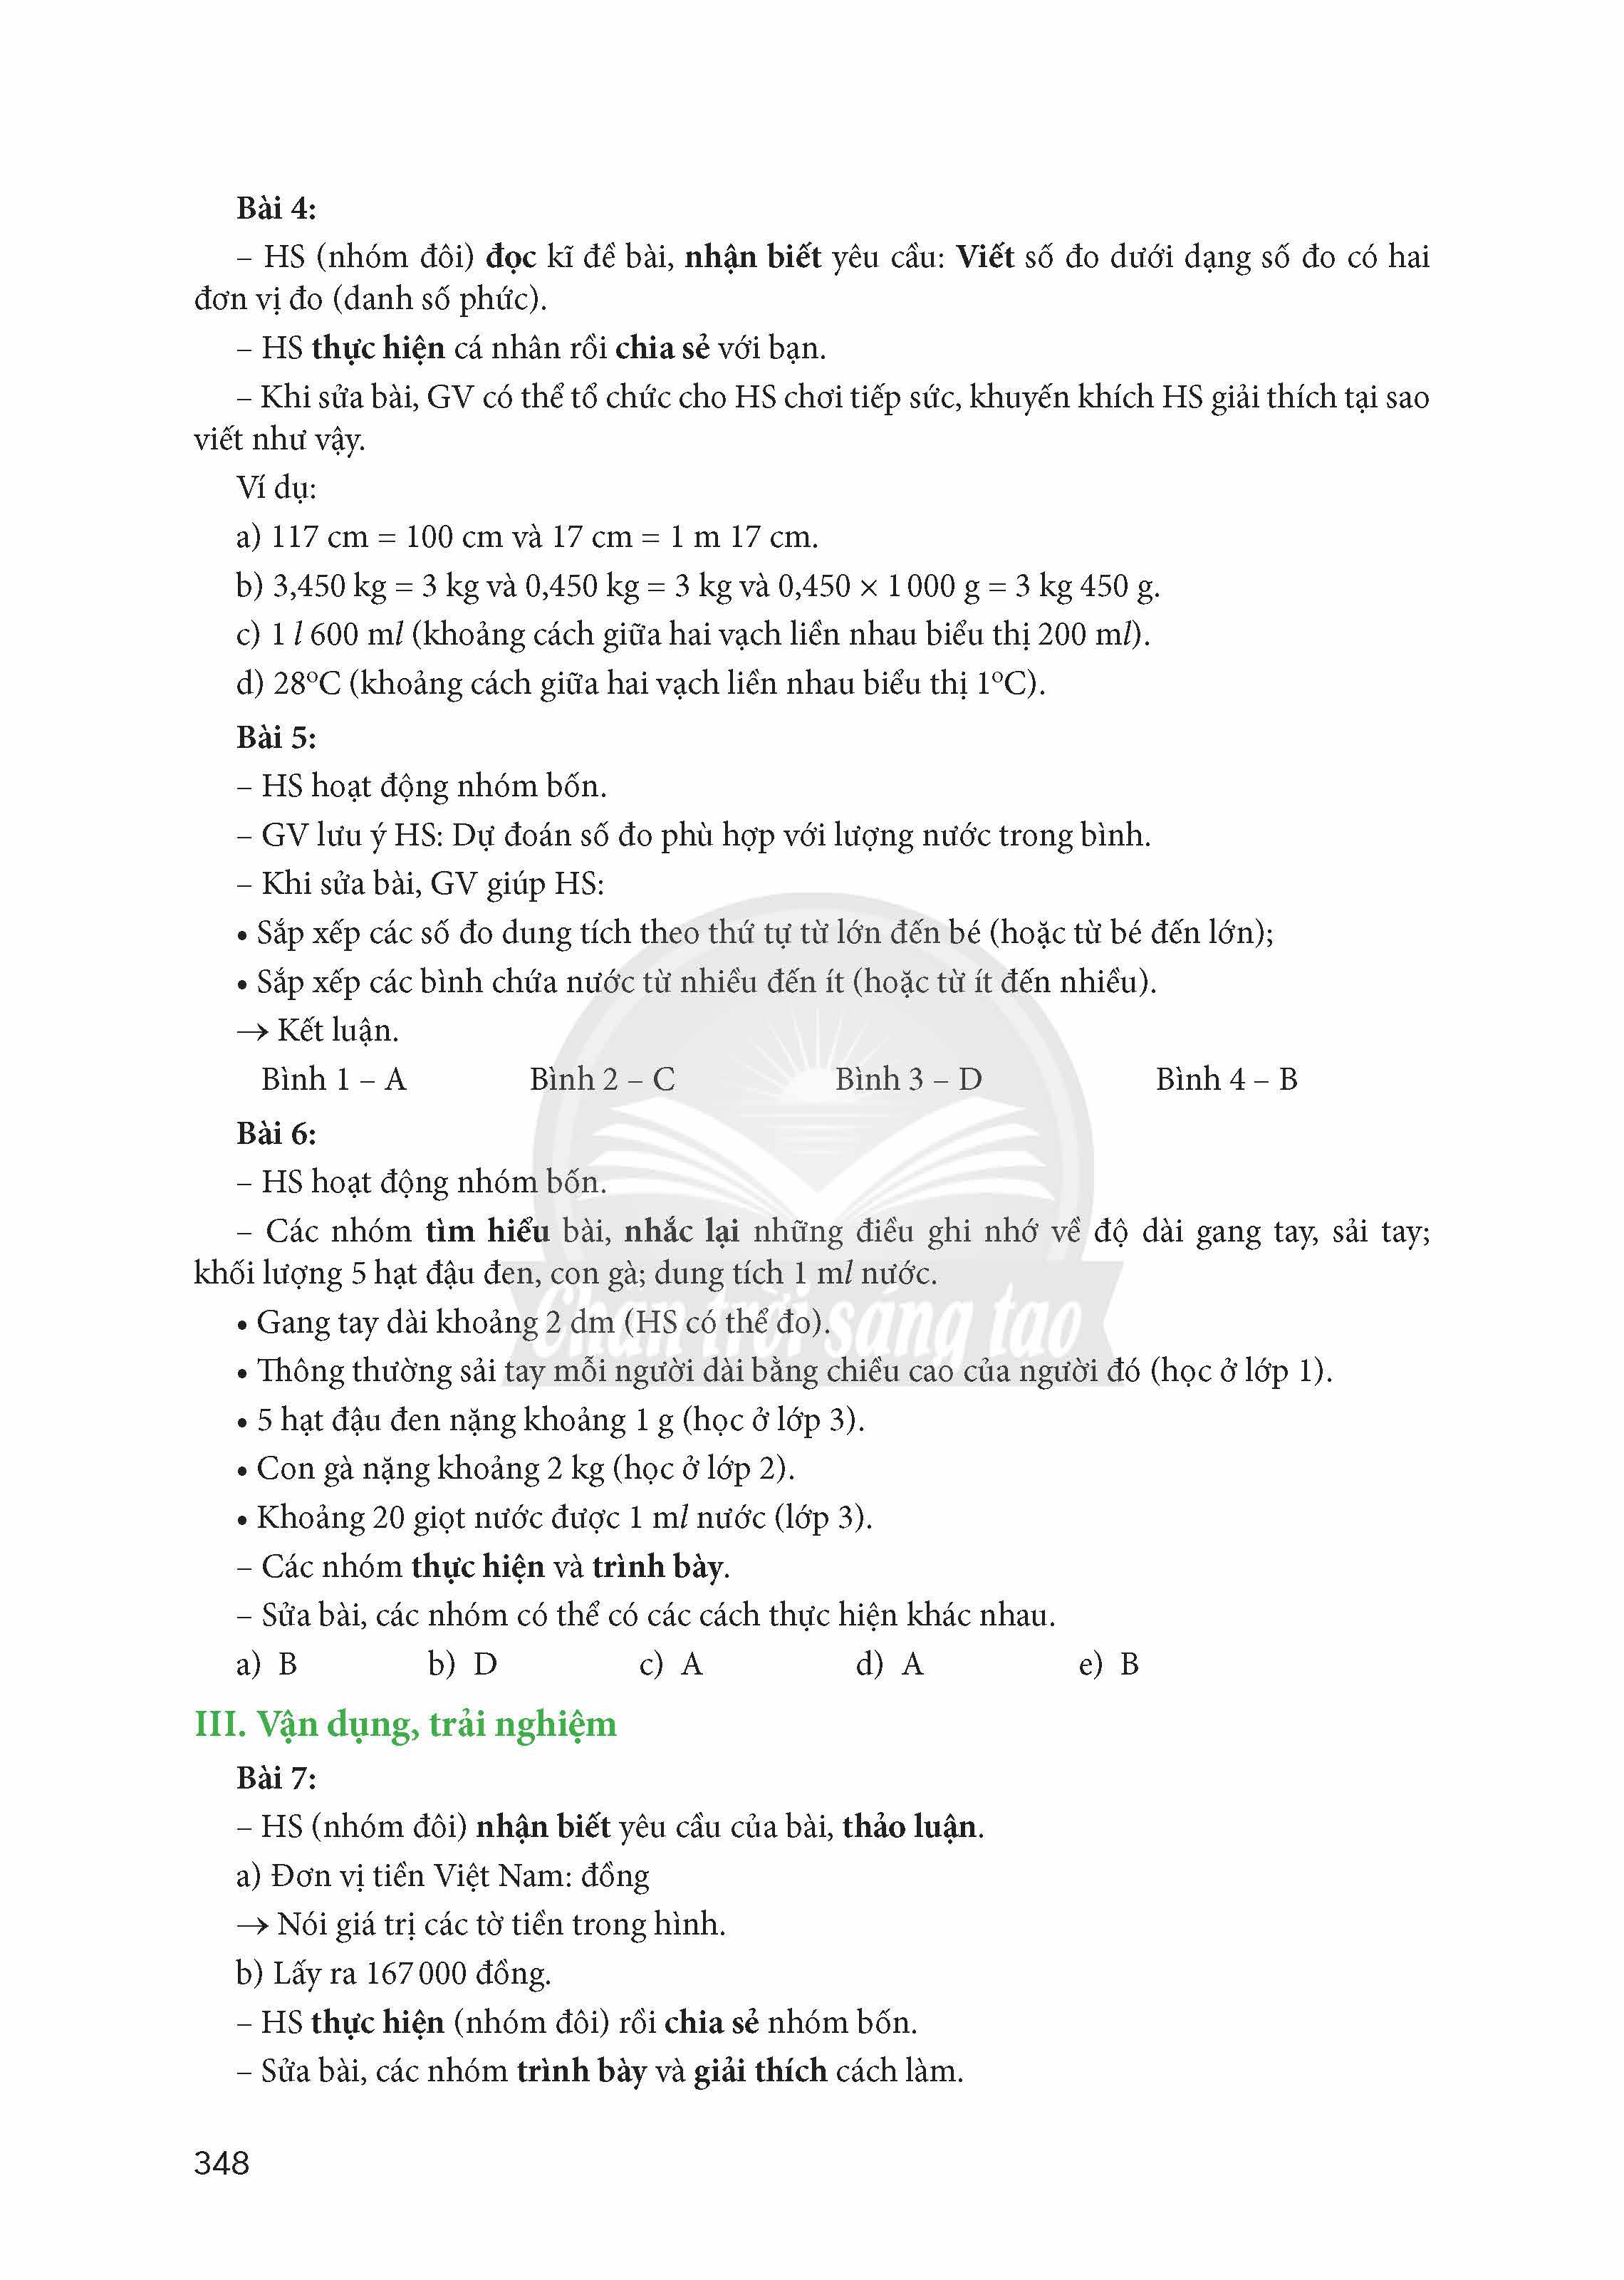 Bài 4:
– HS (nhóm đôi) đọc kĩ đề bài, nhận biết yêu cầu: Viết số đo dưới dạng số đo có hai
đơn vị đo (danh số phức).
– HS thực hiện cá nhân rồi chia sẻ với bạn.
– Khi sửa bài, GV có thể tổ chức cho HS chơi tiếp sức, khuyến khích HS giải thích tại sao
viết như vậy.
Ví dụ:
a) 117 cm = 100 cm và 17 cm = 1 m 17 cm.
b) 3,450 kg = 3 kg và 0,450 kg = 3 kg và 0,450 × 1 000 g = 3 kg 450 g.
c) 1 l 600 ml (khoảng cách giữa hai vạch liền nhau biểu thị 200 ml).
d) 28°C (khoảng cách giữa hai vạch liền nhau biểu thị 1°C).
Bài 5:
– HS hoạt động nhóm bốn.
– GV lưu ý HS: Dự đoán số đo phù hợp với lượng nước trong bình.
– Khi sửa bài, GV giúp HS:
• Sắp xếp các số đo dung tích theo thứ tự từ lớn đến bé (hoặc từ bé đến lớn);
• Sắp xếp các bình chứa nước từ nhiều đến ít (hoặc từ ít đến nhiều).
→ Kết luận.
Bình 1 – A Bình 2 – C Bình 3 – D Bình 4 – B
Bài 6:
– HS hoạt động nhóm bốn.
– Các nhóm tìm hiểu bài, nhắc lại những điều ghi nhớ về độ dài gang tay, sải tay;
khối lượng 5 hạt đậu đen, con gà; dung tích 1 ml nước.
• Gang tay dài khoảng 2 dm (HS có thể đo).
Chân trời sáng tạo
• Thông thường sải tay mỗi người dài bằng chiều cao của người đó (học ở lớp 1).
• 5 hạt đậu đen nặng khoảng 1 g (học ở lớp 3).
• Con gà nặng khoảng 2 kg (học ở lớp 2).
• Khoảng 20 giọt nước được 1 ml nước (lớp 3).
– Các nhóm thực hiện và trình bày.
– Sửa bài, các nhóm có thể có các cách thực hiện khác nhau.
a) B b) D c) A d) A e) B
III. Vận dụng, trải nghiệm
Bài 7:
– HS (nhóm đôi) nhận biết yêu cầu của bài, thảo luận.
a) Đơn vị tiền Việt Nam: đồng
→ Nói giá trị các tờ tiền trong hình.
b) Lấy ra 167 000 đồng.
– HS thực hiện (nhóm đôi) rồi chia sẻ nhóm bốn.
– Sửa bài, các nhóm trình bày và giải thích cách làm.
348